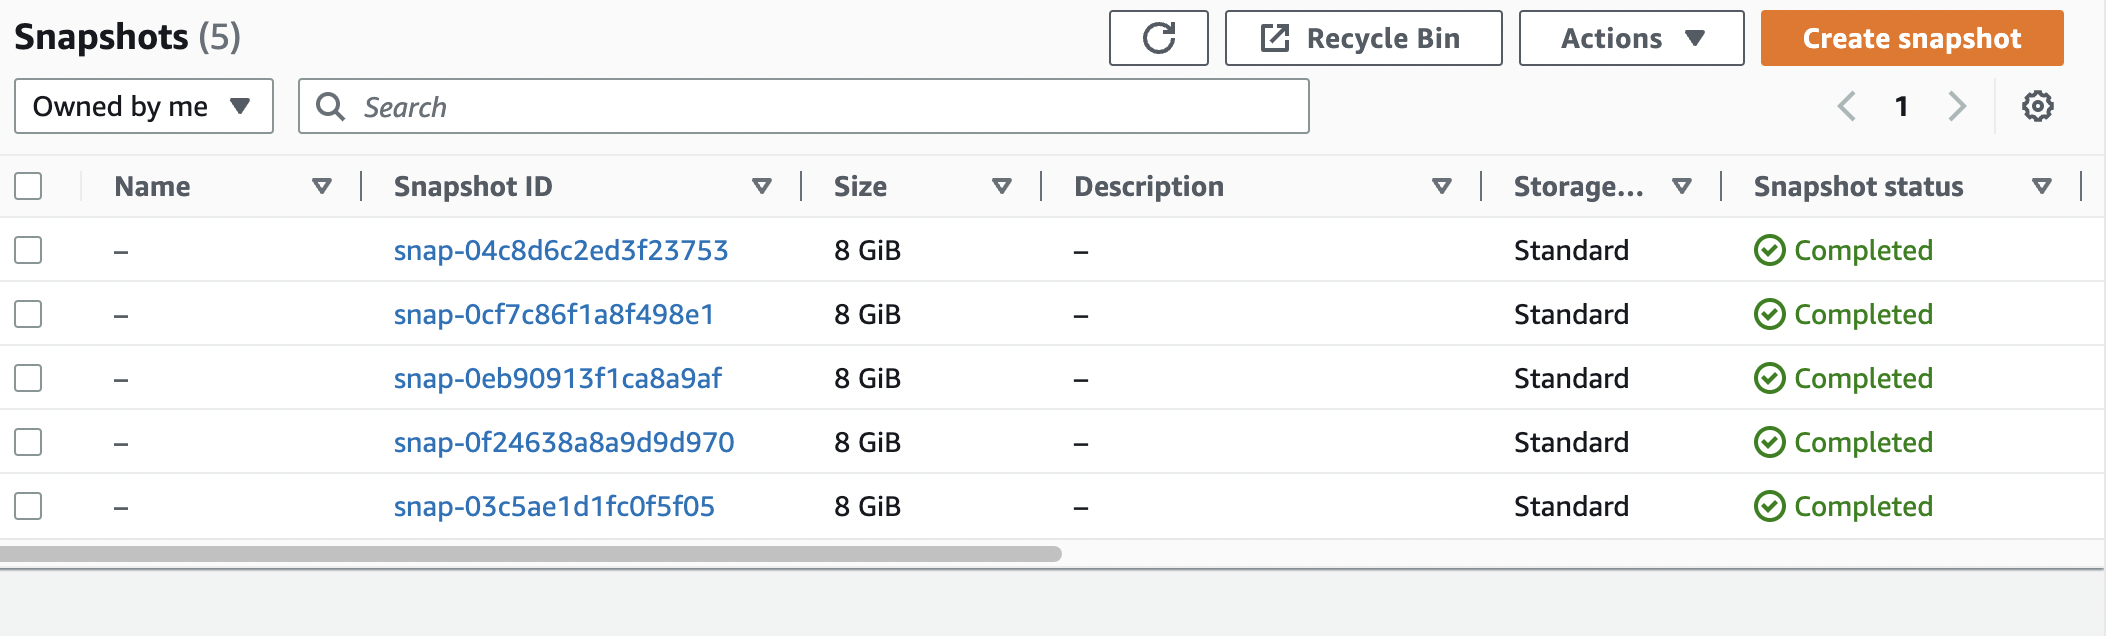 Snapshots (5)
Recycle Bin
Actions
Create snapshot
Owned by me
Search
1
Name Snapshot ID Size Description Storage... Snapshot status
– snap-04c8d6c2ed3f23753 8 GiB – Standard Completed
– snap-0cf7c86f1a8f498e1 8 GiB – Standard Completed
– snap-0eb90913f1ca8a9af 8 GiB – Standard Completed
– snap-0f24638a8a9d9d970 8 GiB – Standard Completed
– snap-03c5ae1d1fc0f5f05 8 GiB – Standard Completed